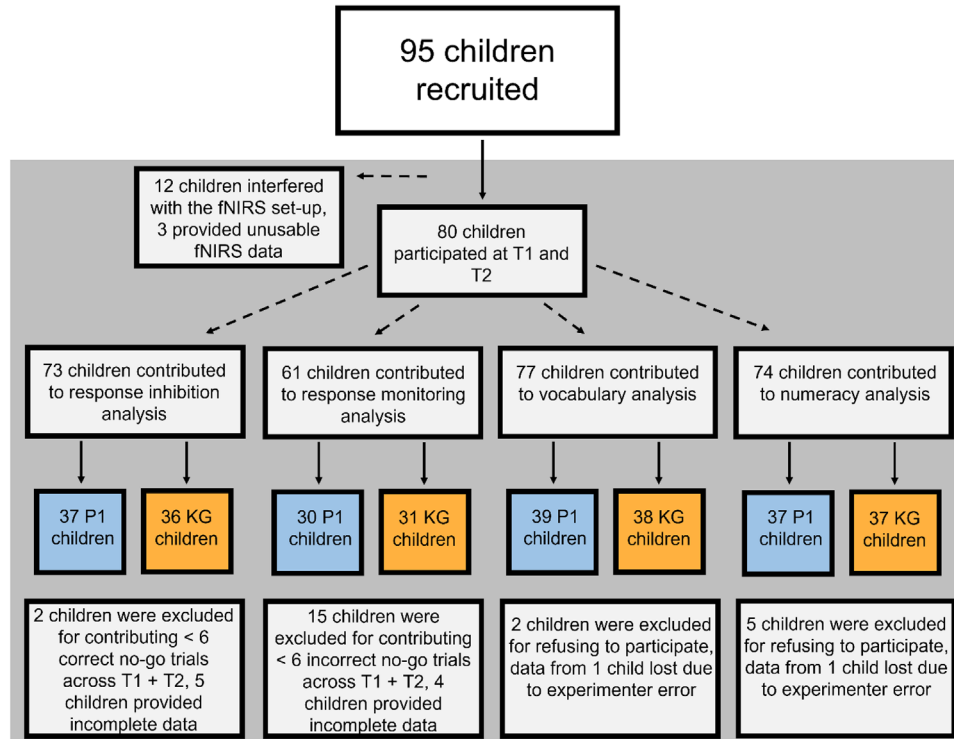 95 children
recruited
12 children interfered
with the fNIRS set-up,
3 provided unusable
fNIRS data
80 children
participated at T1 and
T2
73 children contributed
to response inhibition
analysis
61 children contributed
to response monitoring
analysis
77 children contributed
to vocabulary analysis
74 children contributed
to numeracy analysis
37 P1
children
36 KG
children
30 P1
children
31 KG
children
39 P1
children
38 KG
children
37 P1
children
37 KG
children
2 children were excluded
for contributing < 6
correct no-go trials
across T1 + T2, 5
children provided
incomplete data
15 children were
excluded for contributing
< 6 incorrect no-go trials
across T1 + T2, 4
children provided
incomplete data
2 children were excluded
for refusing to participate,
data from 1 child lost due
to experimenter error
5 children were excluded
for refusing to participate,
data from 1 child lost due
to experimenter error